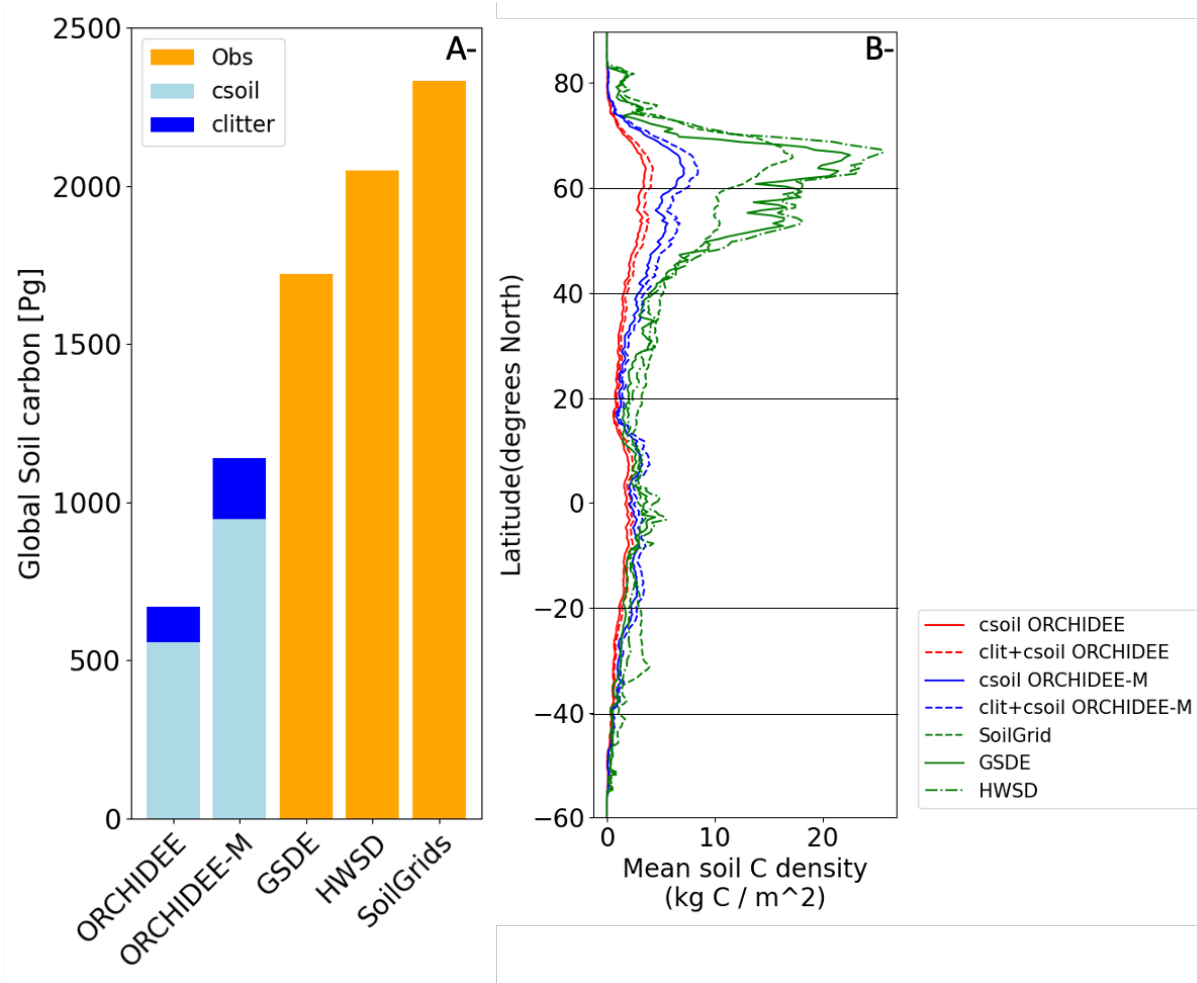 A-
Obs
csoil
clitter
Global Soil carbon [Pg]
2500
2000
1500
1000
500
0
ORCHIDEE
ORCHIDEE-M
GSDE
HWSD
SoilGrids
B-
Latitude(degrees North)
80
60
40
20
0
−20
−40
−60
0 10 20
Mean soil C density
(kg C / m^2)
csoil ORCHIDEE
clit+csoil ORCHIDEE
csoil ORCHIDEE-M
clit+csoil ORCHIDEE-M
SoilGrid
GSDE
HWSD